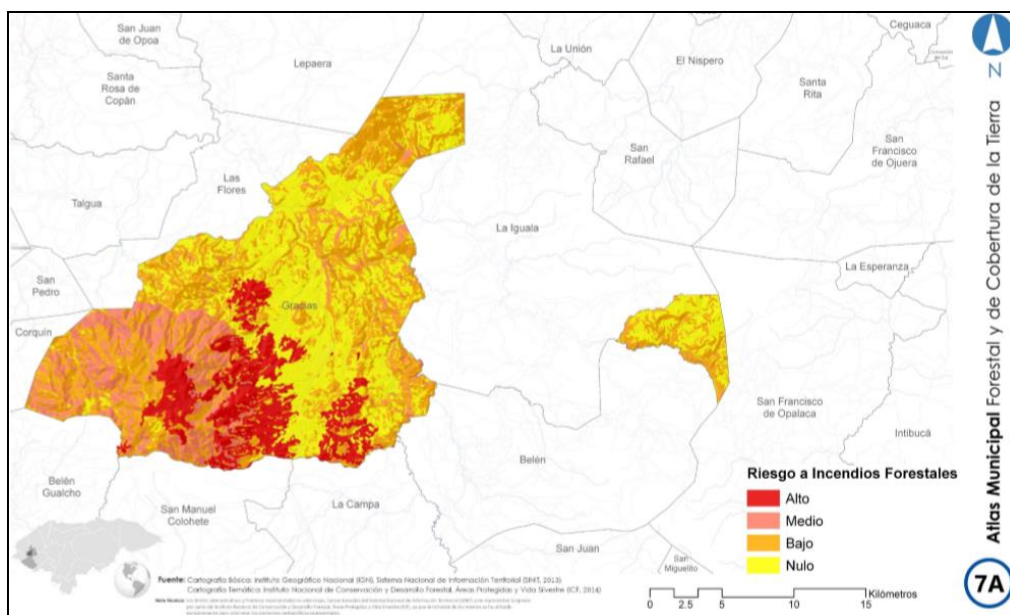 San Juan
de Opoa
Lepaera
La Unión
El Nispero
Ceguaca
Santa
Rosa de
Copán
Santa
Rita
San
Francisco
de Ojuera
San
Rafael
Las
Flores
Talgua
La Iguala
San
Pedro
La Esperanza
Corquín
Gracias
San Francisco
de Opalaca
Intibucá
Belén
Belén
Gualcho
San Manuel
Colohete
La Campa
San Juan
San
Miguelito
Riesgo a Incendios Forestales
Alto
Medio
Bajo
Nulo
Fuente: Cartografía Básica: Instituto Geográfico Nacional (IGN), Sistema Nacional de Información Territorial (SINIT, 2013)
Cartografía Temática: Instituto Nacional de Conservación y Desarrollo Forestal, Áreas Protegidas y Vida Silvestre (ICF, 2014)
Kilómetros
0 2.5 5 10 15
N
Atlas Municipal Forestal y de Cobertura de la Tierra
7A